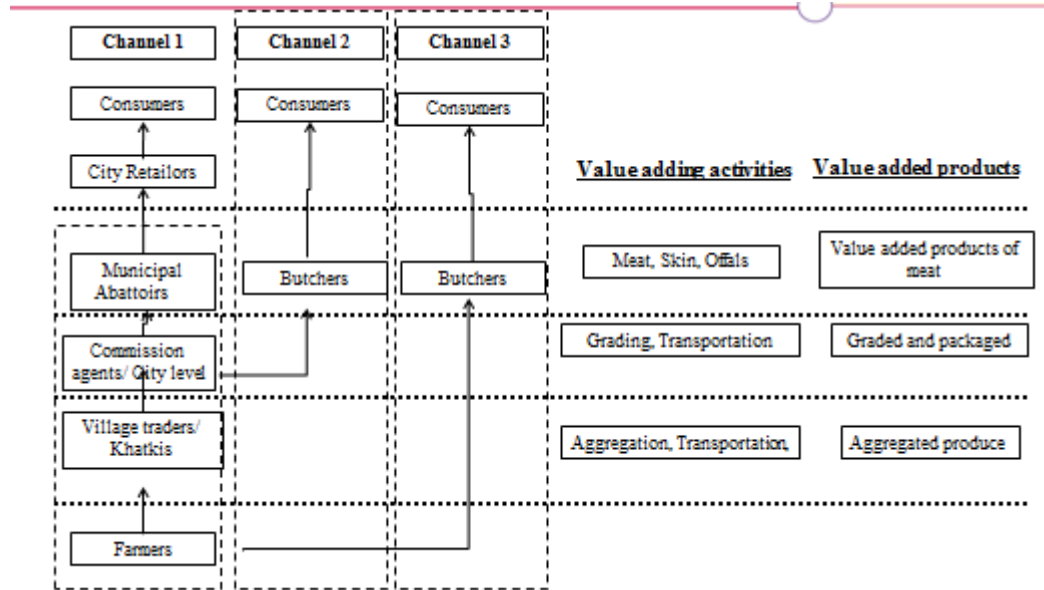 Channel 1
Channel 2
Channel 3
Consumers
Consumers
Consumers
City Retailors
Value adding activities
Value added products
Municipal
Abattoirs
Butchers
Butchers
Meat, Skin, Offals
Value added products of
meat
Commission
agents/ City level
Grading, Transportation
Graded and packaged
Village traders/
Khatkis
Aggregation, Transportation,
Aggregated produce
Farmers